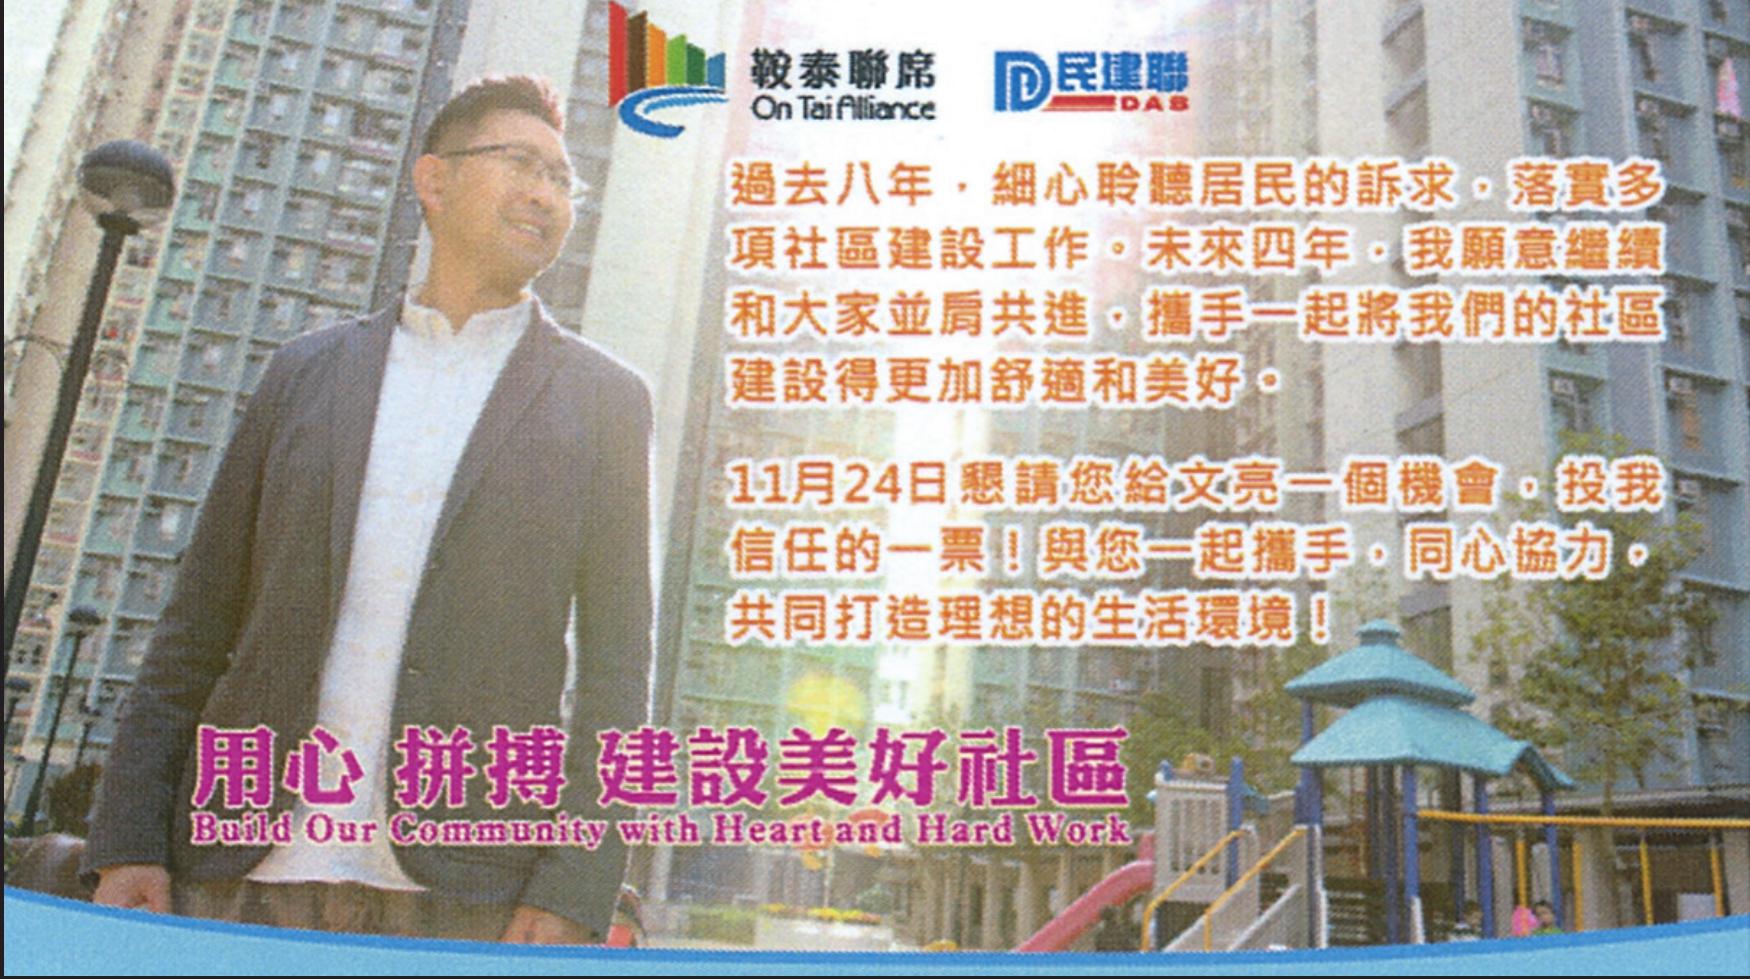 鞍泰聯席
On Tai Alliance
民建聯
DAB
過去八年，細心聆聽居民的訴求，落實多
項社區建設工作。未來四年，我願意繼續
和大家並肩共進，攜手一起將我們的社區
建設得更加舒適和美好。
11月24日懇請您給文亮一個機會，投我
信任的一票！與您一起攜手，同心協力，
共同打造理想的生活環境！
用心 拼搏 建設美好社區
Build Our Community with Heart and Hard Work